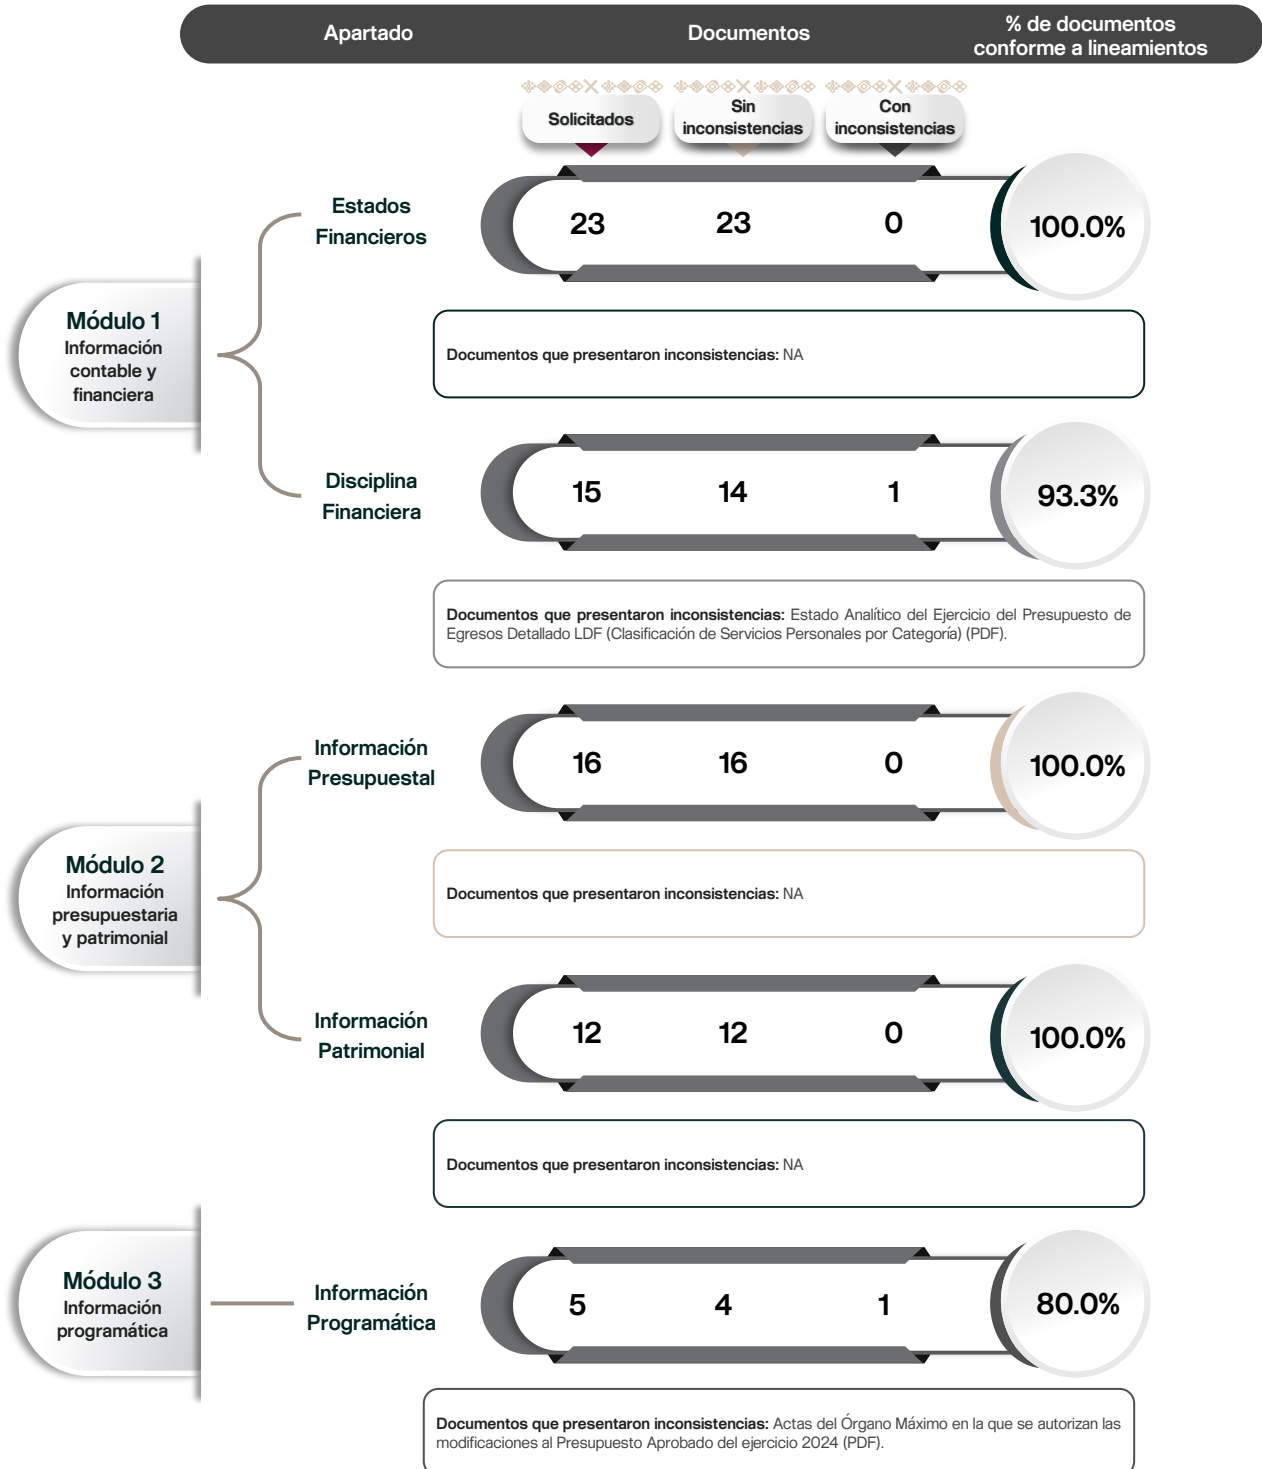 Apartado
Documentos
% de documentos
conforme a lineamientos
Solicitados
Sin
inconsistencias
Con
inconsistencias
Módulo 1
Información
contable y
financiera
Estados
Financieros
23
23
0
100.0%
Documentos que presentaron inconsistencias: NA
Disciplina
Financiera
15
14
1
93.3%
Documentos que presentaron inconsistencias: Estado Analítico del Ejercicio del Presupuesto de
Egresos Detallado LDF (Clasificación de Servicios Personales por Categoría) (PDF).
Módulo 2
Información
presupuestaria
y patrimonial
Información
Presupuestal
16
16
0
100.0%
Documentos que presentaron inconsistencias: NA
Información
Patrimonial
12
12
0
100.0%
Documentos que presentaron inconsistencias: NA
Módulo 3
Información
programática
Información
Programática
5
4
1
80.0%
Documentos que presentaron inconsistencias: Actas del Órgano Máximo en la que se autorizan las
modificaciones al Presupuesto Aprobado del ejercicio 2024 (PDF).